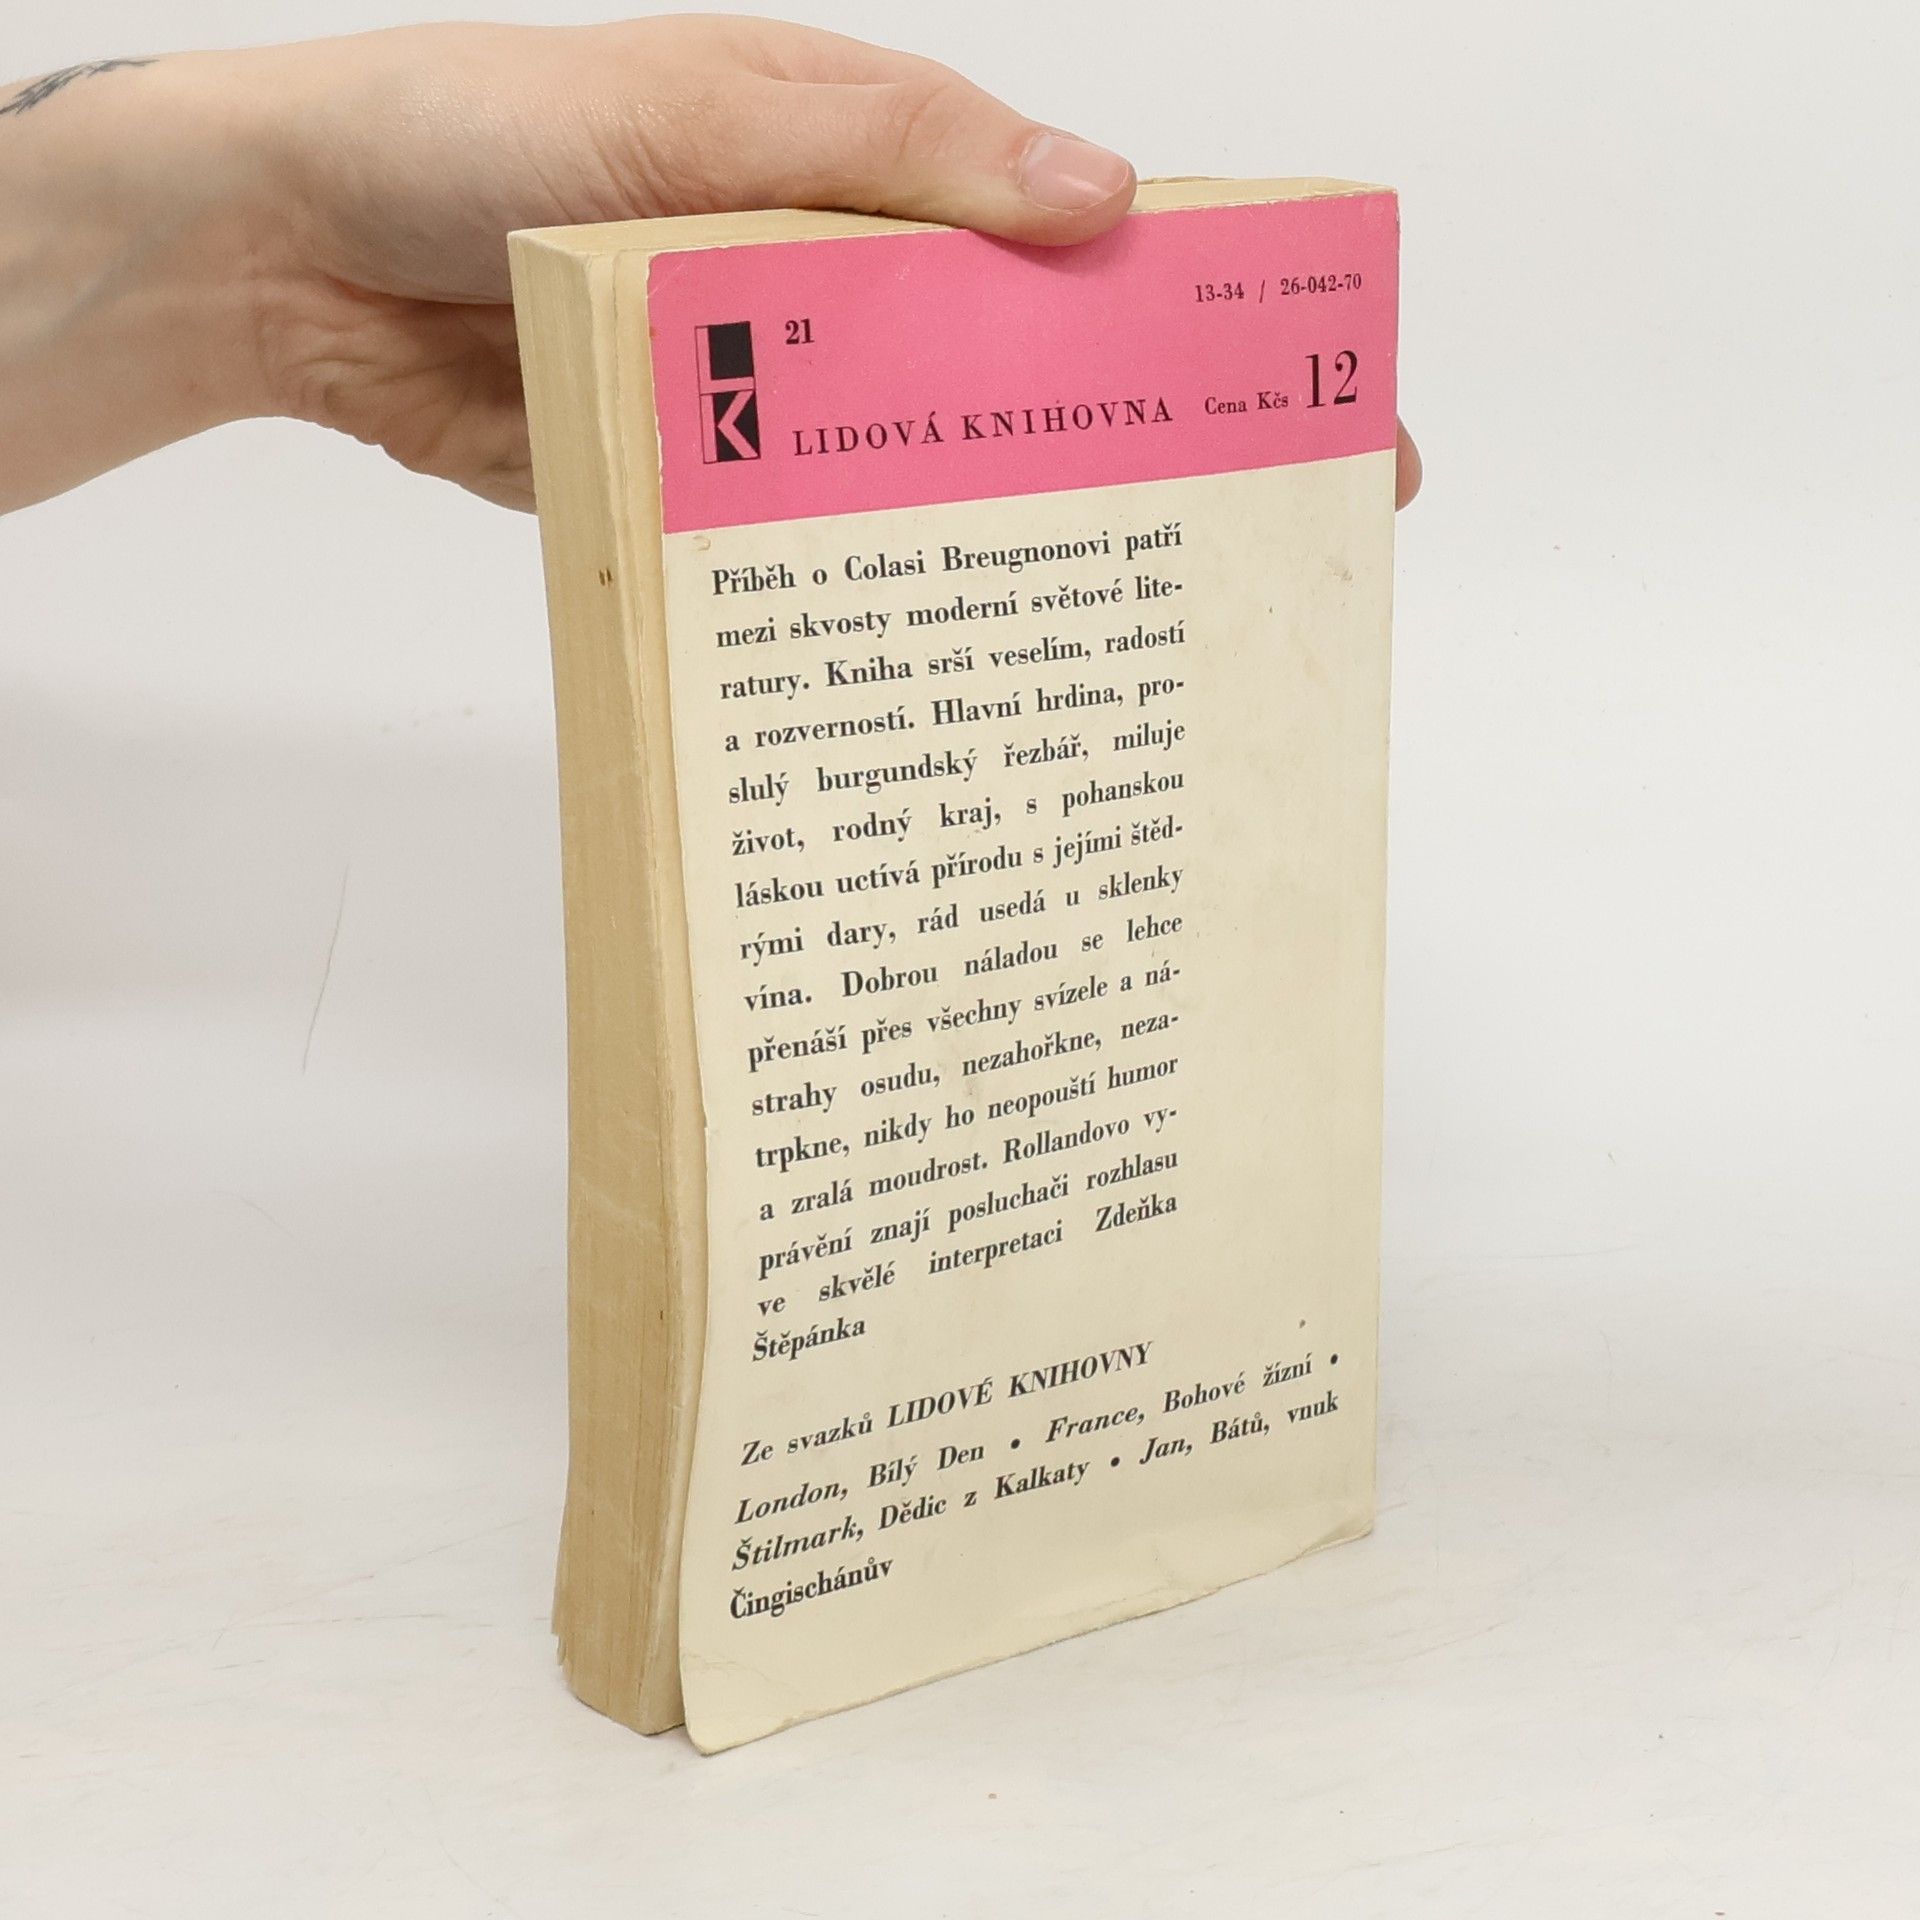 13-34 / 26-042-70
LK
21
LIDOVÁ KNIHOVNA
Cena Kčs 12
Příběh o Colasi Breugnonovi patří
mezi skvosty moderní světové lite-
ratury. Kniha srší veselím, radostí
a rozverností. Hlavní hrdina, pro-
slulý burgundský řezbář, miluje
život, rodný kraj, s pohanskou
láskou uctívá přírodu s jejími štěd-
rými dary, rád usedá u sklenky
vína. Dobrou náladou se lehce
přenáší přes všechny svízele a ná-
strahy osudu, nezahořkne, neza-
trpkne, nikdy ho neopouští humor
a zralá moudrost. Rollandovo vy-
právění znají posluchači rozhlasu
ve skvělé interpretaci Zdeňka
Štěpánka
Ze svazků LIDOVÉ KNIHOVNY
London, Bílý Den • France, Bohové žízní •
Štilmark, Dědic z Kalkaty • Jan, Bátů, vnuk
Čingischánův